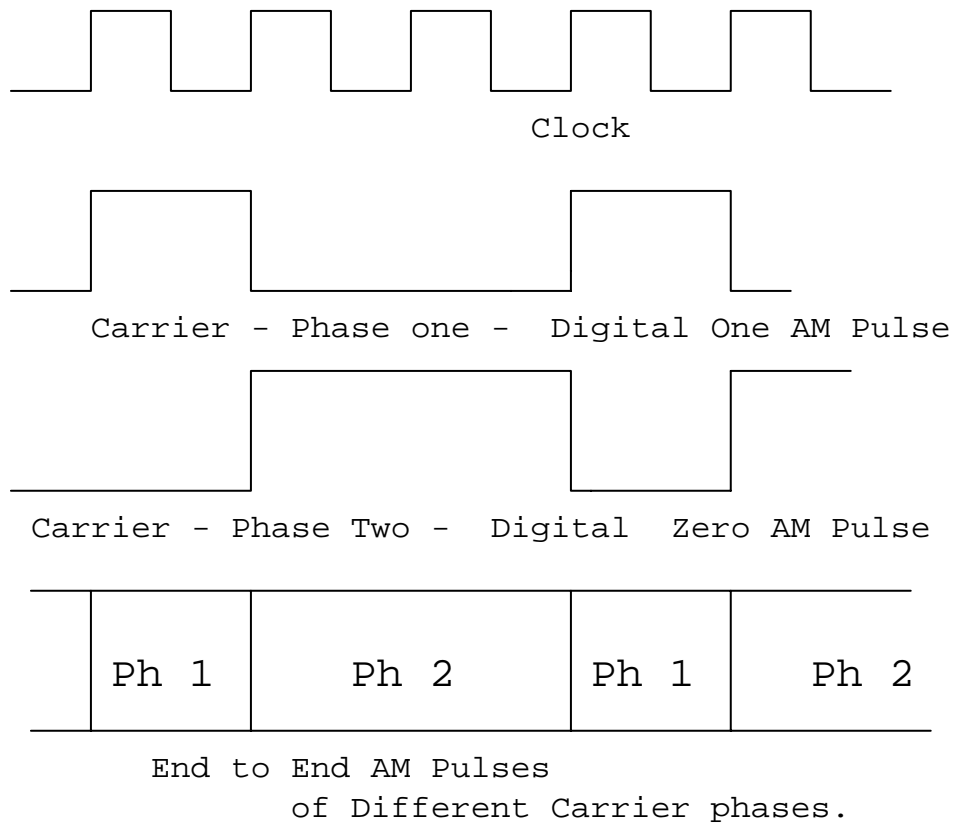 Clock
Carrier - Phase one - Digital One AM Pulse
Carrier - Phase Two - Digital Zero AM Pulse
Ph 1 Ph 2 Ph 1 Ph 2
End to End AM Pulses
of Different Carrier phases.